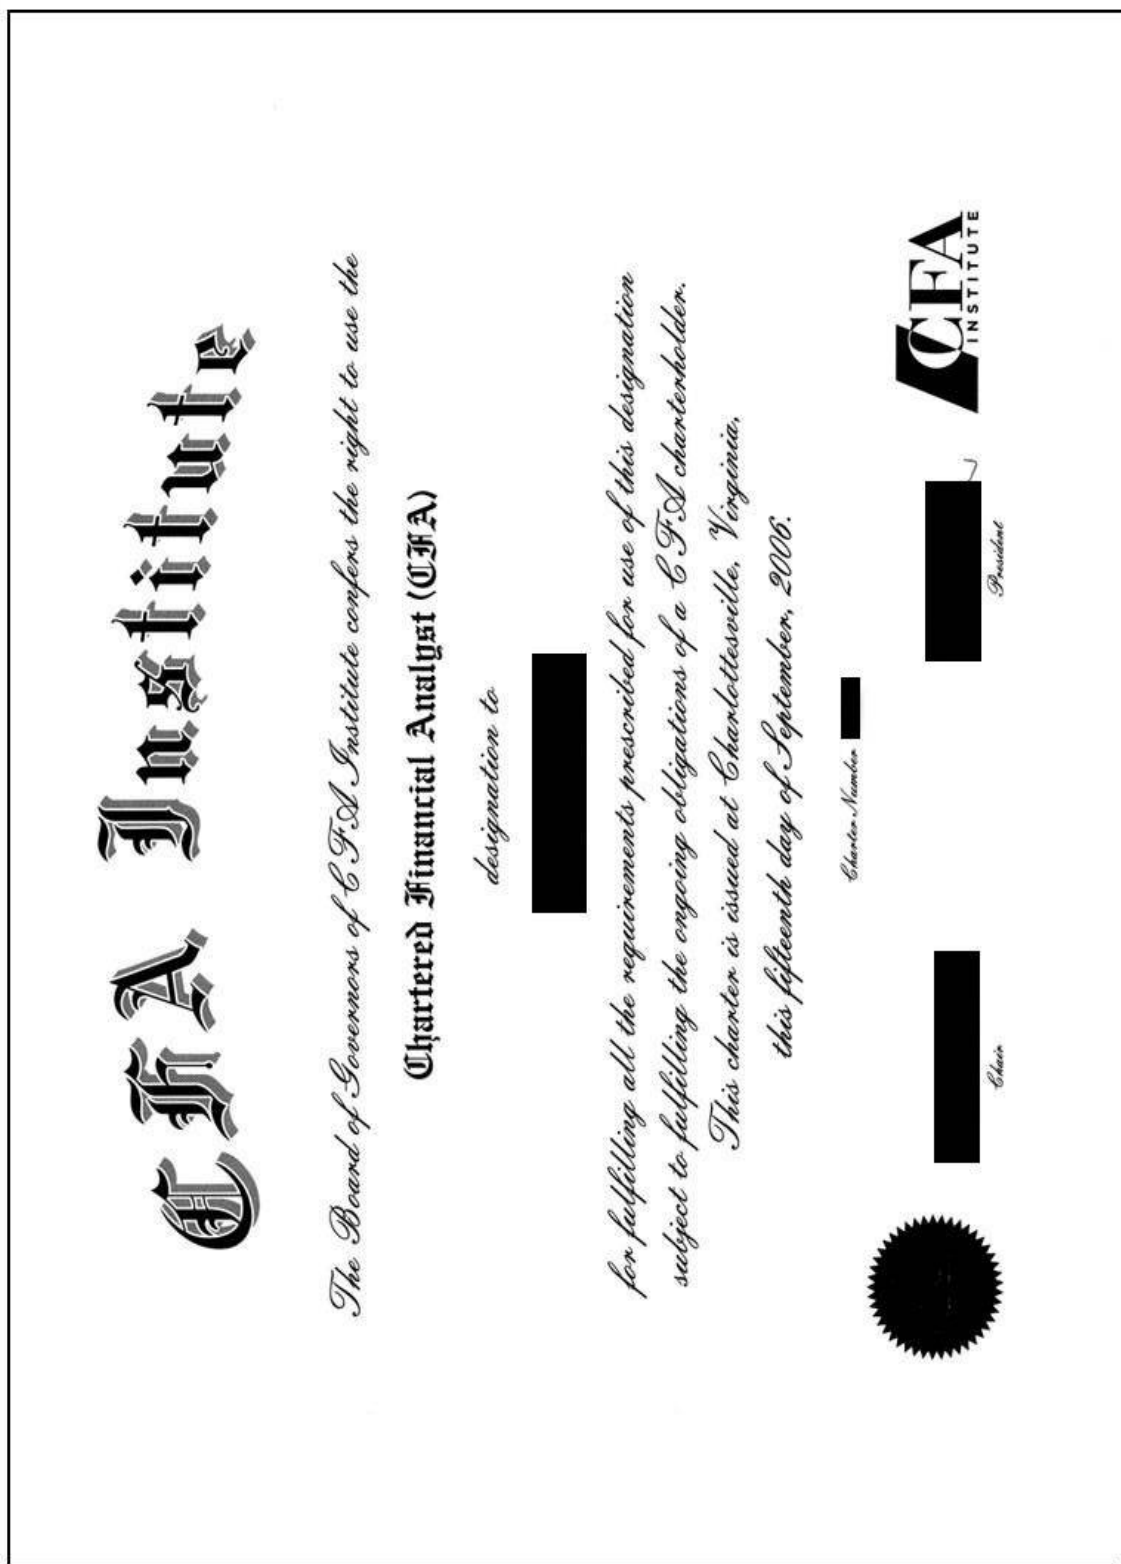 CFA Institute
The Board of Governors of CFA Institute confers the right to use the
Chartered Financial Analyst (CFA)
designation to
for fulfilling all the requirements prescribed for use of this designation
subject to fulfilling the ongoing obligations of a CFA charterholder.
This charter is issued at Charlottesville, Virginia,
this fifteenth day of September, 2006.
Charter Number
Chair
President
CFA
INSTITUTE